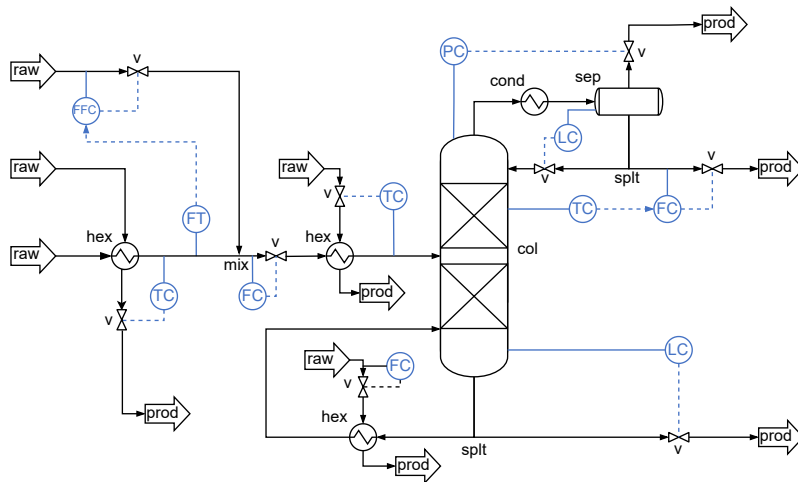 prod
v
PC
v
raw
sep
cond
FFC
LC
v
raw
raw
v
prod
v
splt
v
TC
TC
FC
FT
hex
hex
col
raw
v
mix
TC
FC
prod
v
raw
FC
LC
v
prod
hex
prod
splt
v
prod